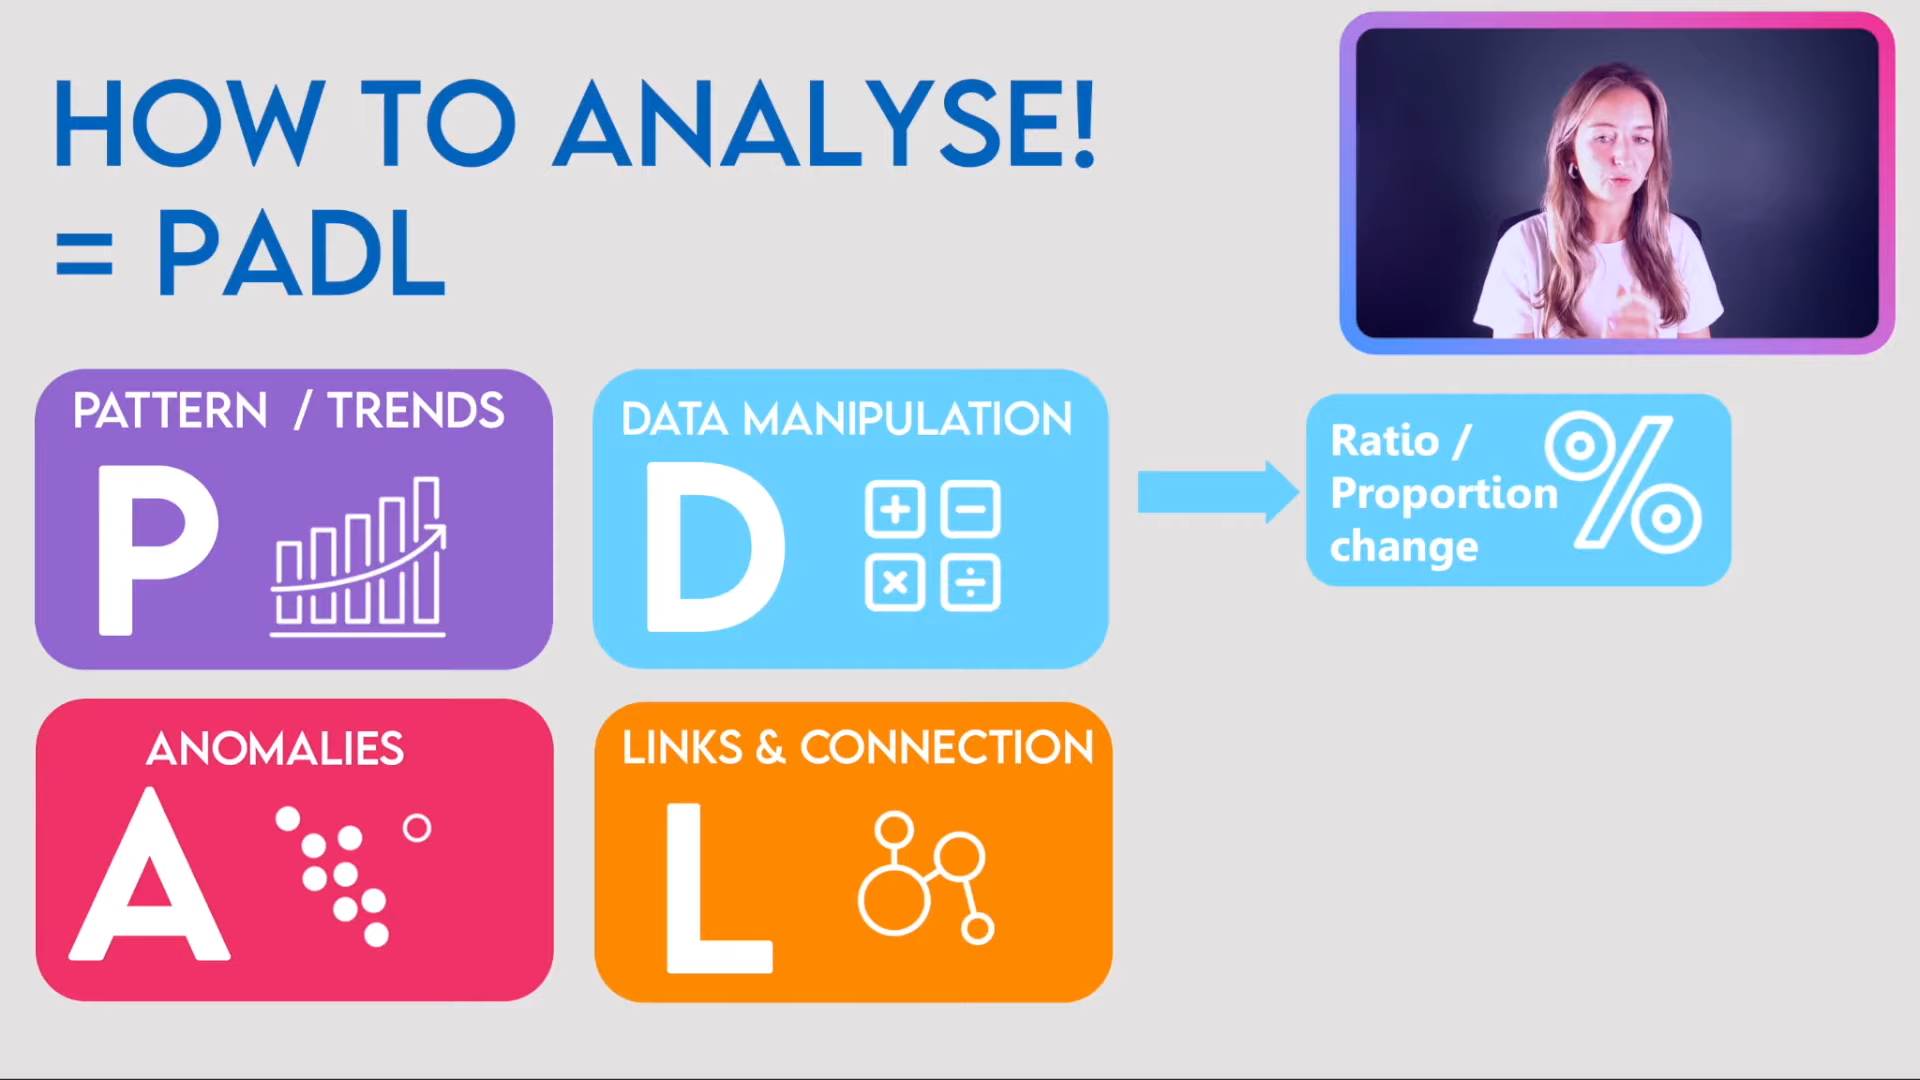 HOW TO ANALYSE!
= PADL
PATTERN / TRENDS
P
DATA MANIPULATION
D
Ratio /
Proportion
change
ANOMALIES
A
LINKS & CONNECTION
L